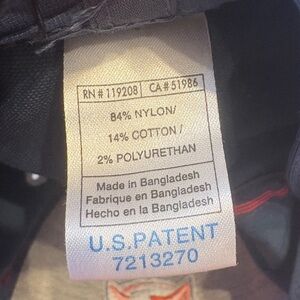 RN # 119208 CA # 51986
84% NYLON/
14% COTTON /
2% POLYURETHAN
Made in Bangladesh
Fabrique en Bangladesh
Hecho en la Bangladesh
U.S. PATENT
7213270